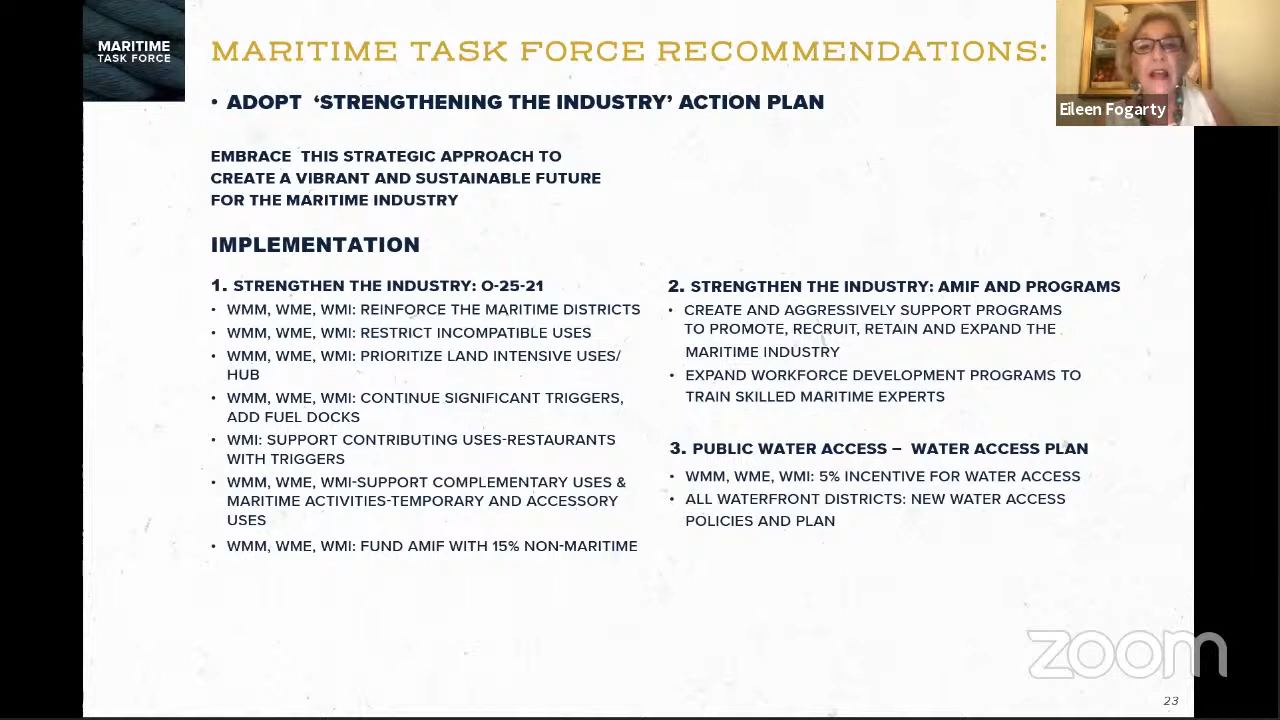 MARITIME
TASK FORCE
MARITIME TASK FORCE RECOMMENDATIONS:
• ADOPT ‘STRENGTHENING THE INDUSTRY’ ACTION PLAN
Eileen Fogarty
EMBRACE THIS STRATEGIC APPROACH TO
CREATE A VIBRANT AND SUSTAINABLE FUTURE
FOR THE MARITIME INDUSTRY
IMPLEMENTATION
1. STRENGTHEN THE INDUSTRY: O-25-21
• WMM, WME, WMI: REINFORCE THE MARITIME DISTRICTS
• WMM, WME, WMI: RESTRICT INCOMPATIBLE USES
• WMM, WME, WMI: PRIORITIZE LAND INTENSIVE USES/
HUB
• WMM, WME, WMI: CONTINUE SIGNIFICANT TRIGGERS,
ADD FUEL DOCKS
• WMI: SUPPORT CONTRIBUTING USES-RESTAURANTS
WITH TRIGGERS
• WMM, WME, WMI-SUPPORT COMPLEMENTARY USES &
MARITIME ACTIVITIES-TEMPORARY AND ACCESSORY
USES
• WMM, WME, WMI: FUND AMIF WITH 15% NON-MARITIME
2. STRENGTHEN THE INDUSTRY: AMIF AND PROGRAMS
• CREATE AND AGGRESSIVELY SUPPORT PROGRAMS
TO PROMOTE, RECRUIT, RETAIN AND EXPAND THE
MARITIME INDUSTRY
• EXPAND WORKFORCE DEVELOPMENT PROGRAMS TO
TRAIN SKILLED MARITIME EXPERTS
3. PUBLIC WATER ACCESS – WATER ACCESS PLAN
• WMM, WME, WMI: 5% INCENTIVE FOR WATER ACCESS
• ALL WATERFRONT DISTRICTS: NEW WATER ACCESS
POLICIES AND PLAN
zoom
23